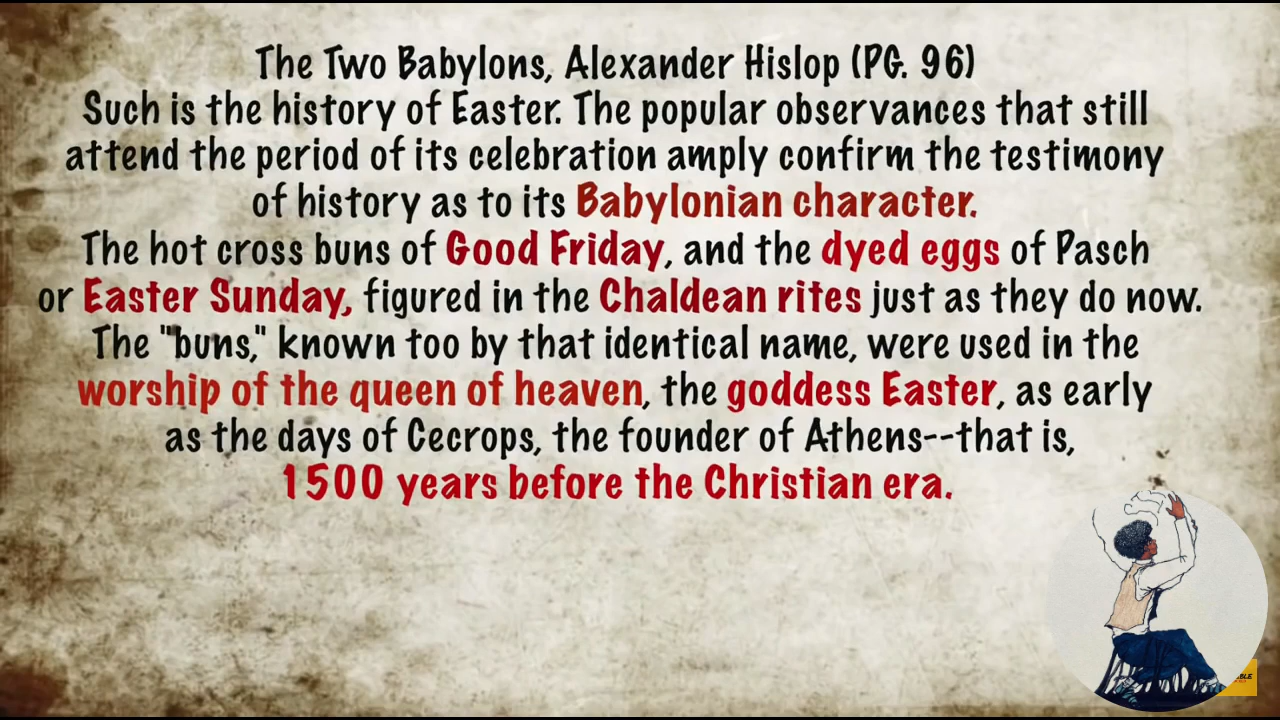 The Two Babylons, Alexander Hislop (PG. 96)
Such is the history of Easter. The popular observances that still
attend the period of its celebration amply confirm the testimony
of history as to its Babylonian character.
The hot cross buns of Good Friday, and the dyed eggs of Pasch
or Easter Sunday, figured in the Chaldean rites just as they do now.
The "buns," known too by that identical name, were used in the
worship of the queen of heaven, the goddess Easter, as early
as the days of Cecrops, the founder of Athens--that is,
1500 years before the Christian era.